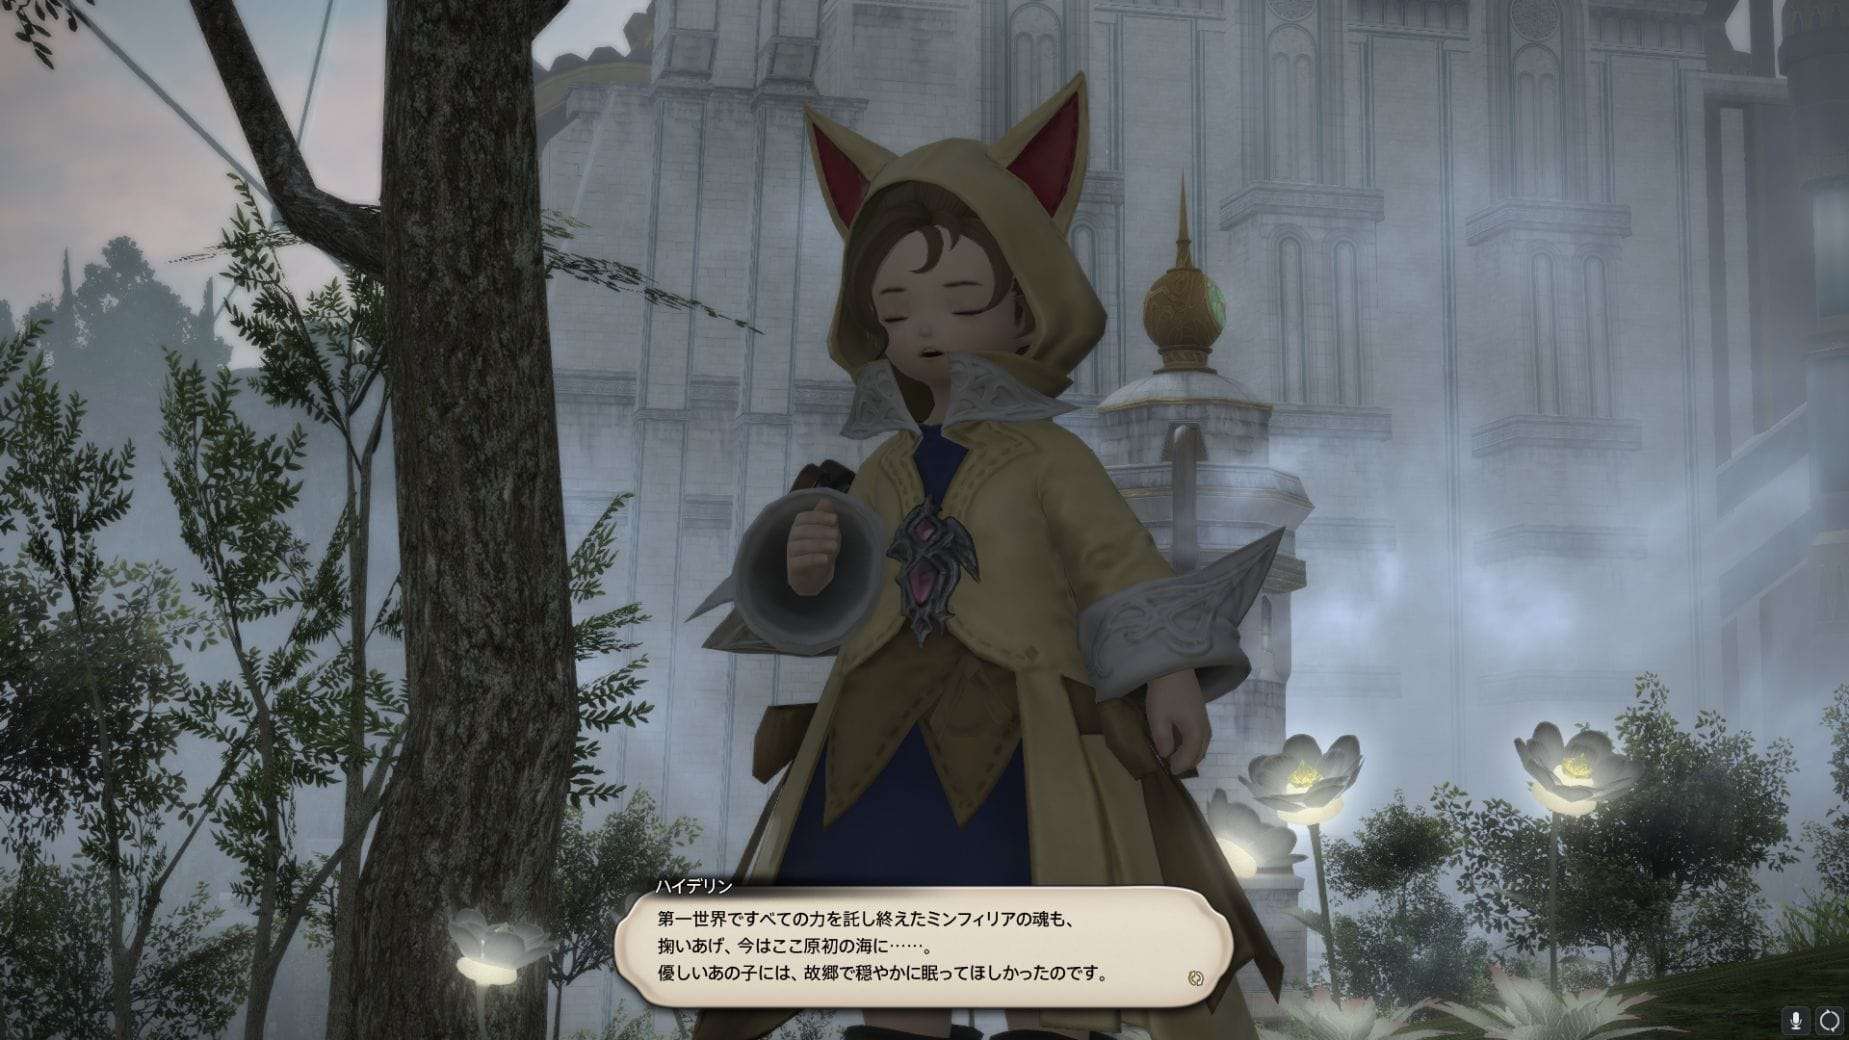 ハイデリン
第一世界ですべての力を託し終えたミンフィリアの魂も、
掬いあげ、今はここ原初の海に……。
優しいあの子には、故郷で穏やかに眠ってほしかったのです。